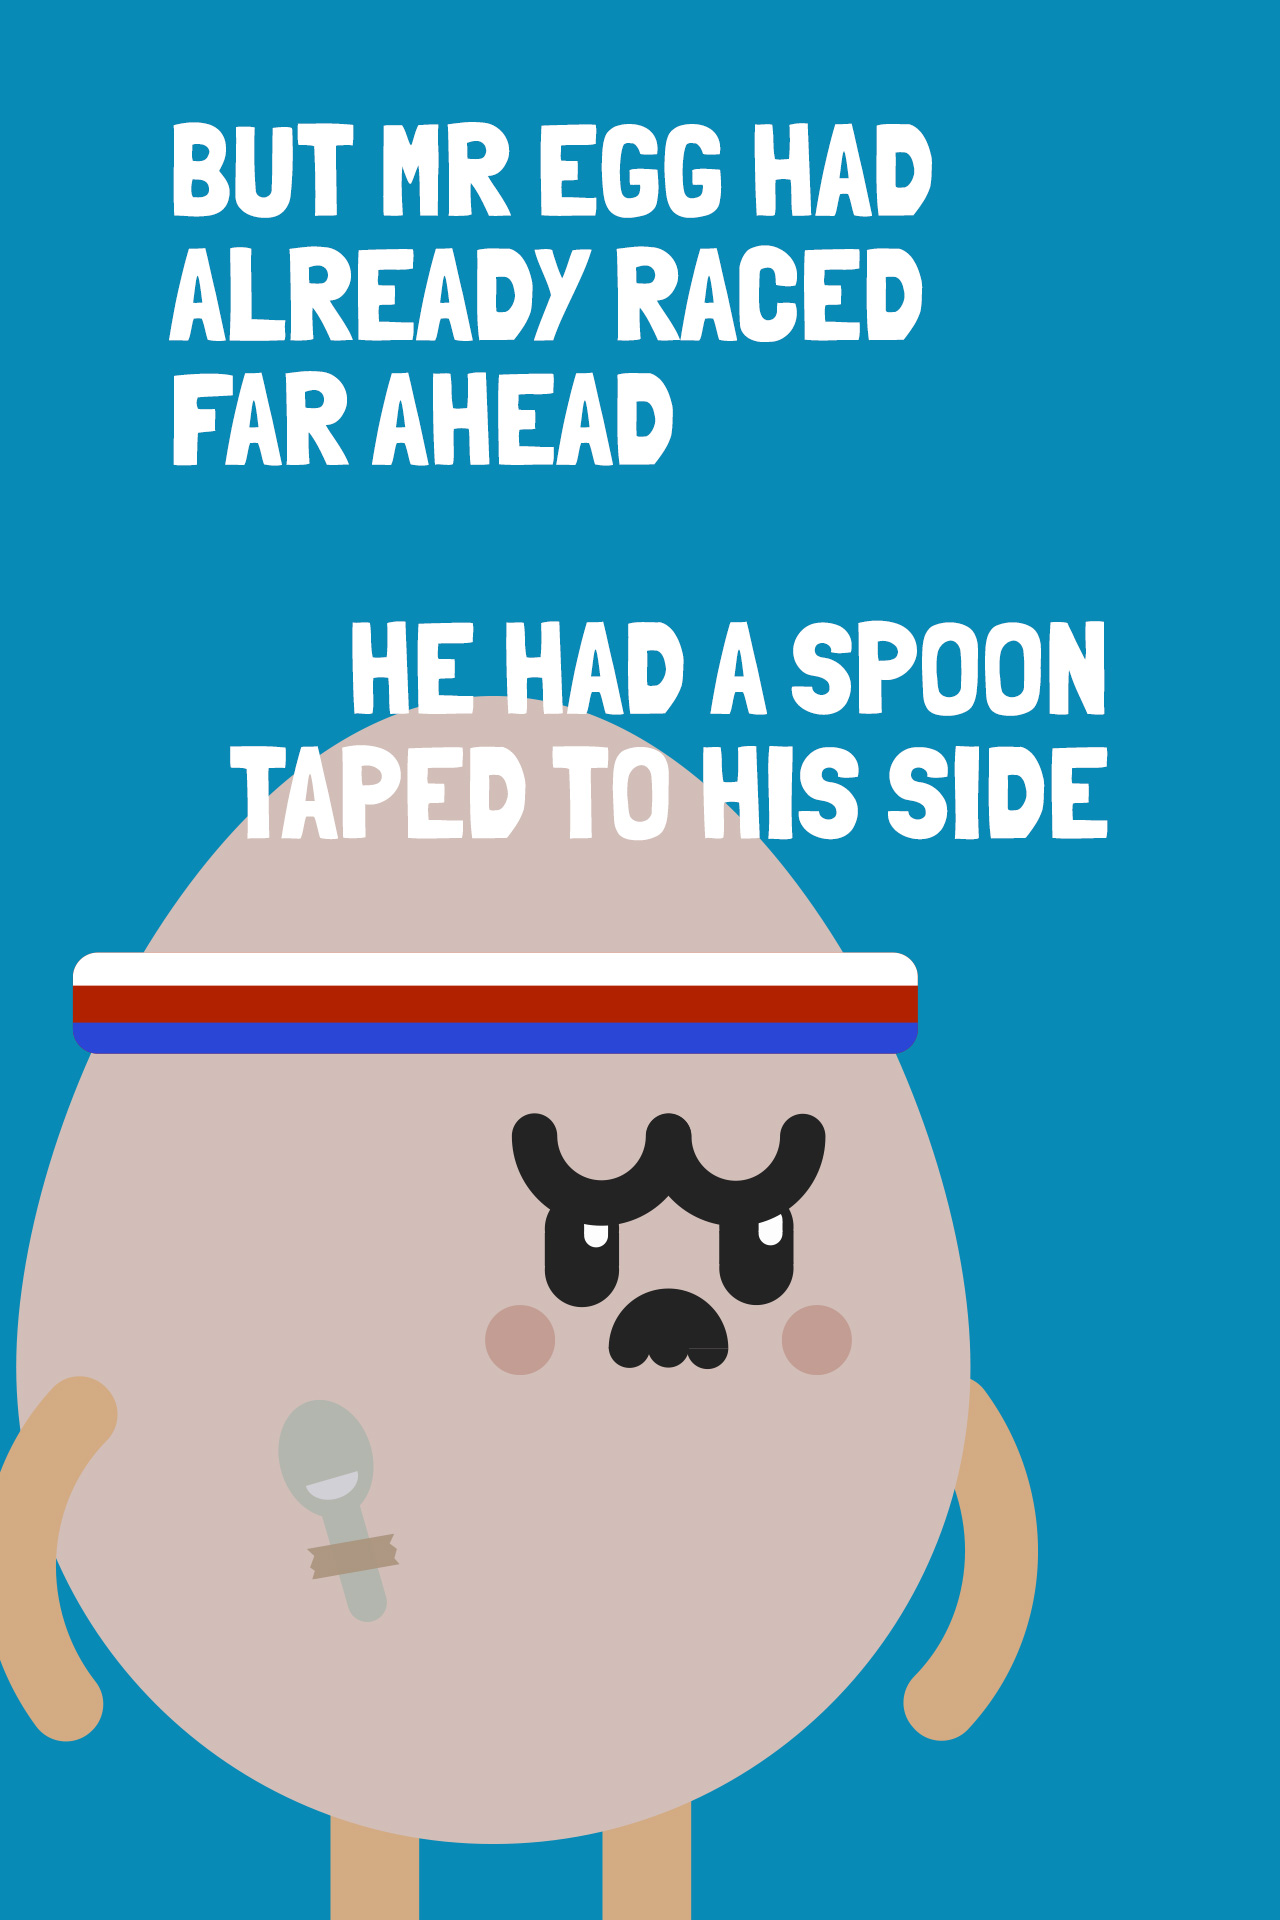 BUT MR EGG HAD
ALREADY RACED
FAR AHEAD
HE HAD A SPOON
TAPED TO HIS SIDE